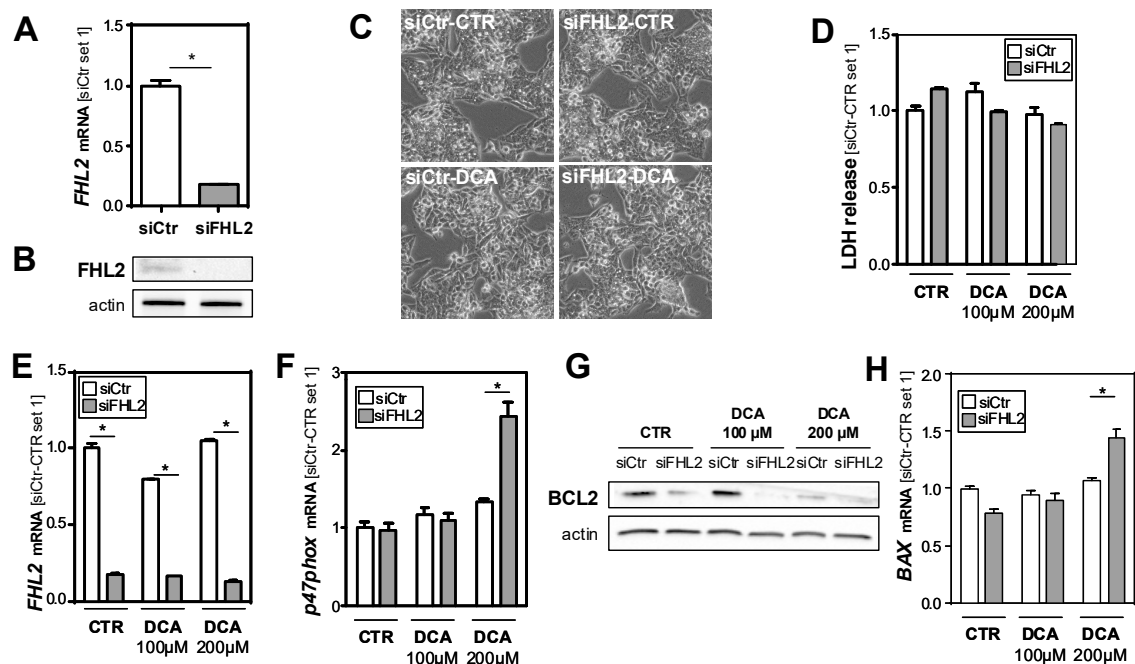 A
FHL2 mRNA [siCtr set 1]
1.5
1.0
0.5
0.0
*
siCtr siFHL2
B
FHL2
actin
C
siCtr-CTR siFHL2-CTR
siCtr-DCA siFHL2-DCA
D
LDH release [siCtr-CTR set 1]
1.5
1.0
0.5
0.0
siCtr
siFHL2
CTR DCA DCA
100µM 200µM
E
FHL2 mRNA [siCtr-CTR set 1]
1.5
1.0
0.5
0.0
siCtr
siFHL2
* * *
CTR DCA DCA
100µM 200µM
F
p47phox mRNA [siCtr-CTR set 1]
3
2
1
0
siCtr
siFHL2
*
CTR DCA DCA
100µM 200µM
G
DCA DCA
CTR 100 µM 200 µM
siCtr siFHL2 siCtr siFHL2 siCtr siFHL2
BCL2
actin
H
BAX mRNA [siCtr-CTR set 1]
2.0
1.5
1.0
0.5
0.0
siCtr
siFHL2
*
CTR DCA DCA
100µM 200µM